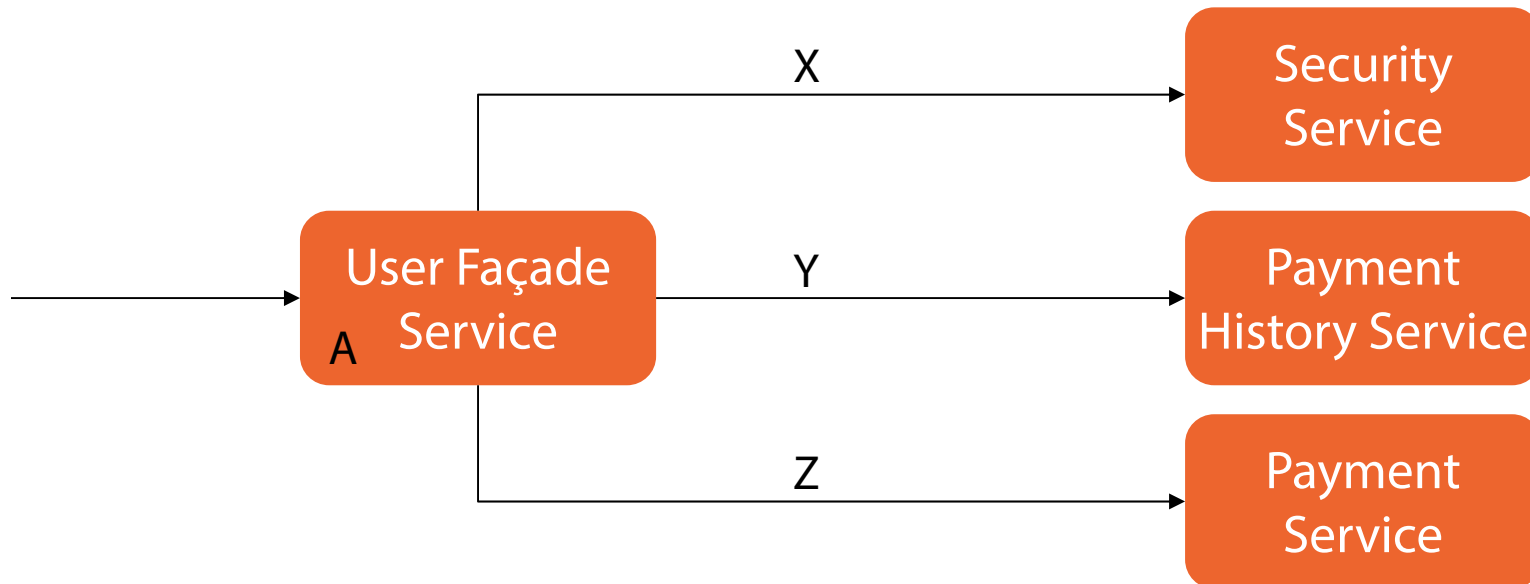 X
Security
Service
User Façade
Service
A
Y
Payment
History Service
Z
Payment
Service